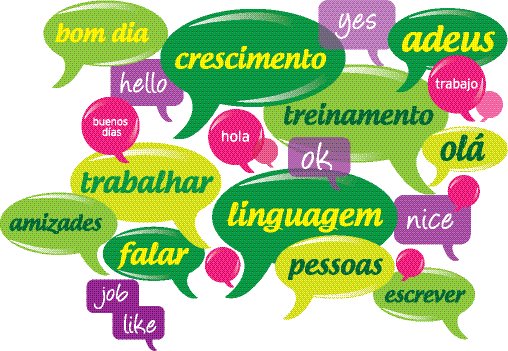 yes
bom dia
adeus
crescimento
hello
trabajo
treinamento
buenos
días
hola
olá
ok
trabalhar
linguagem
nice
amizades
falar
pessoas
escrever
job
like